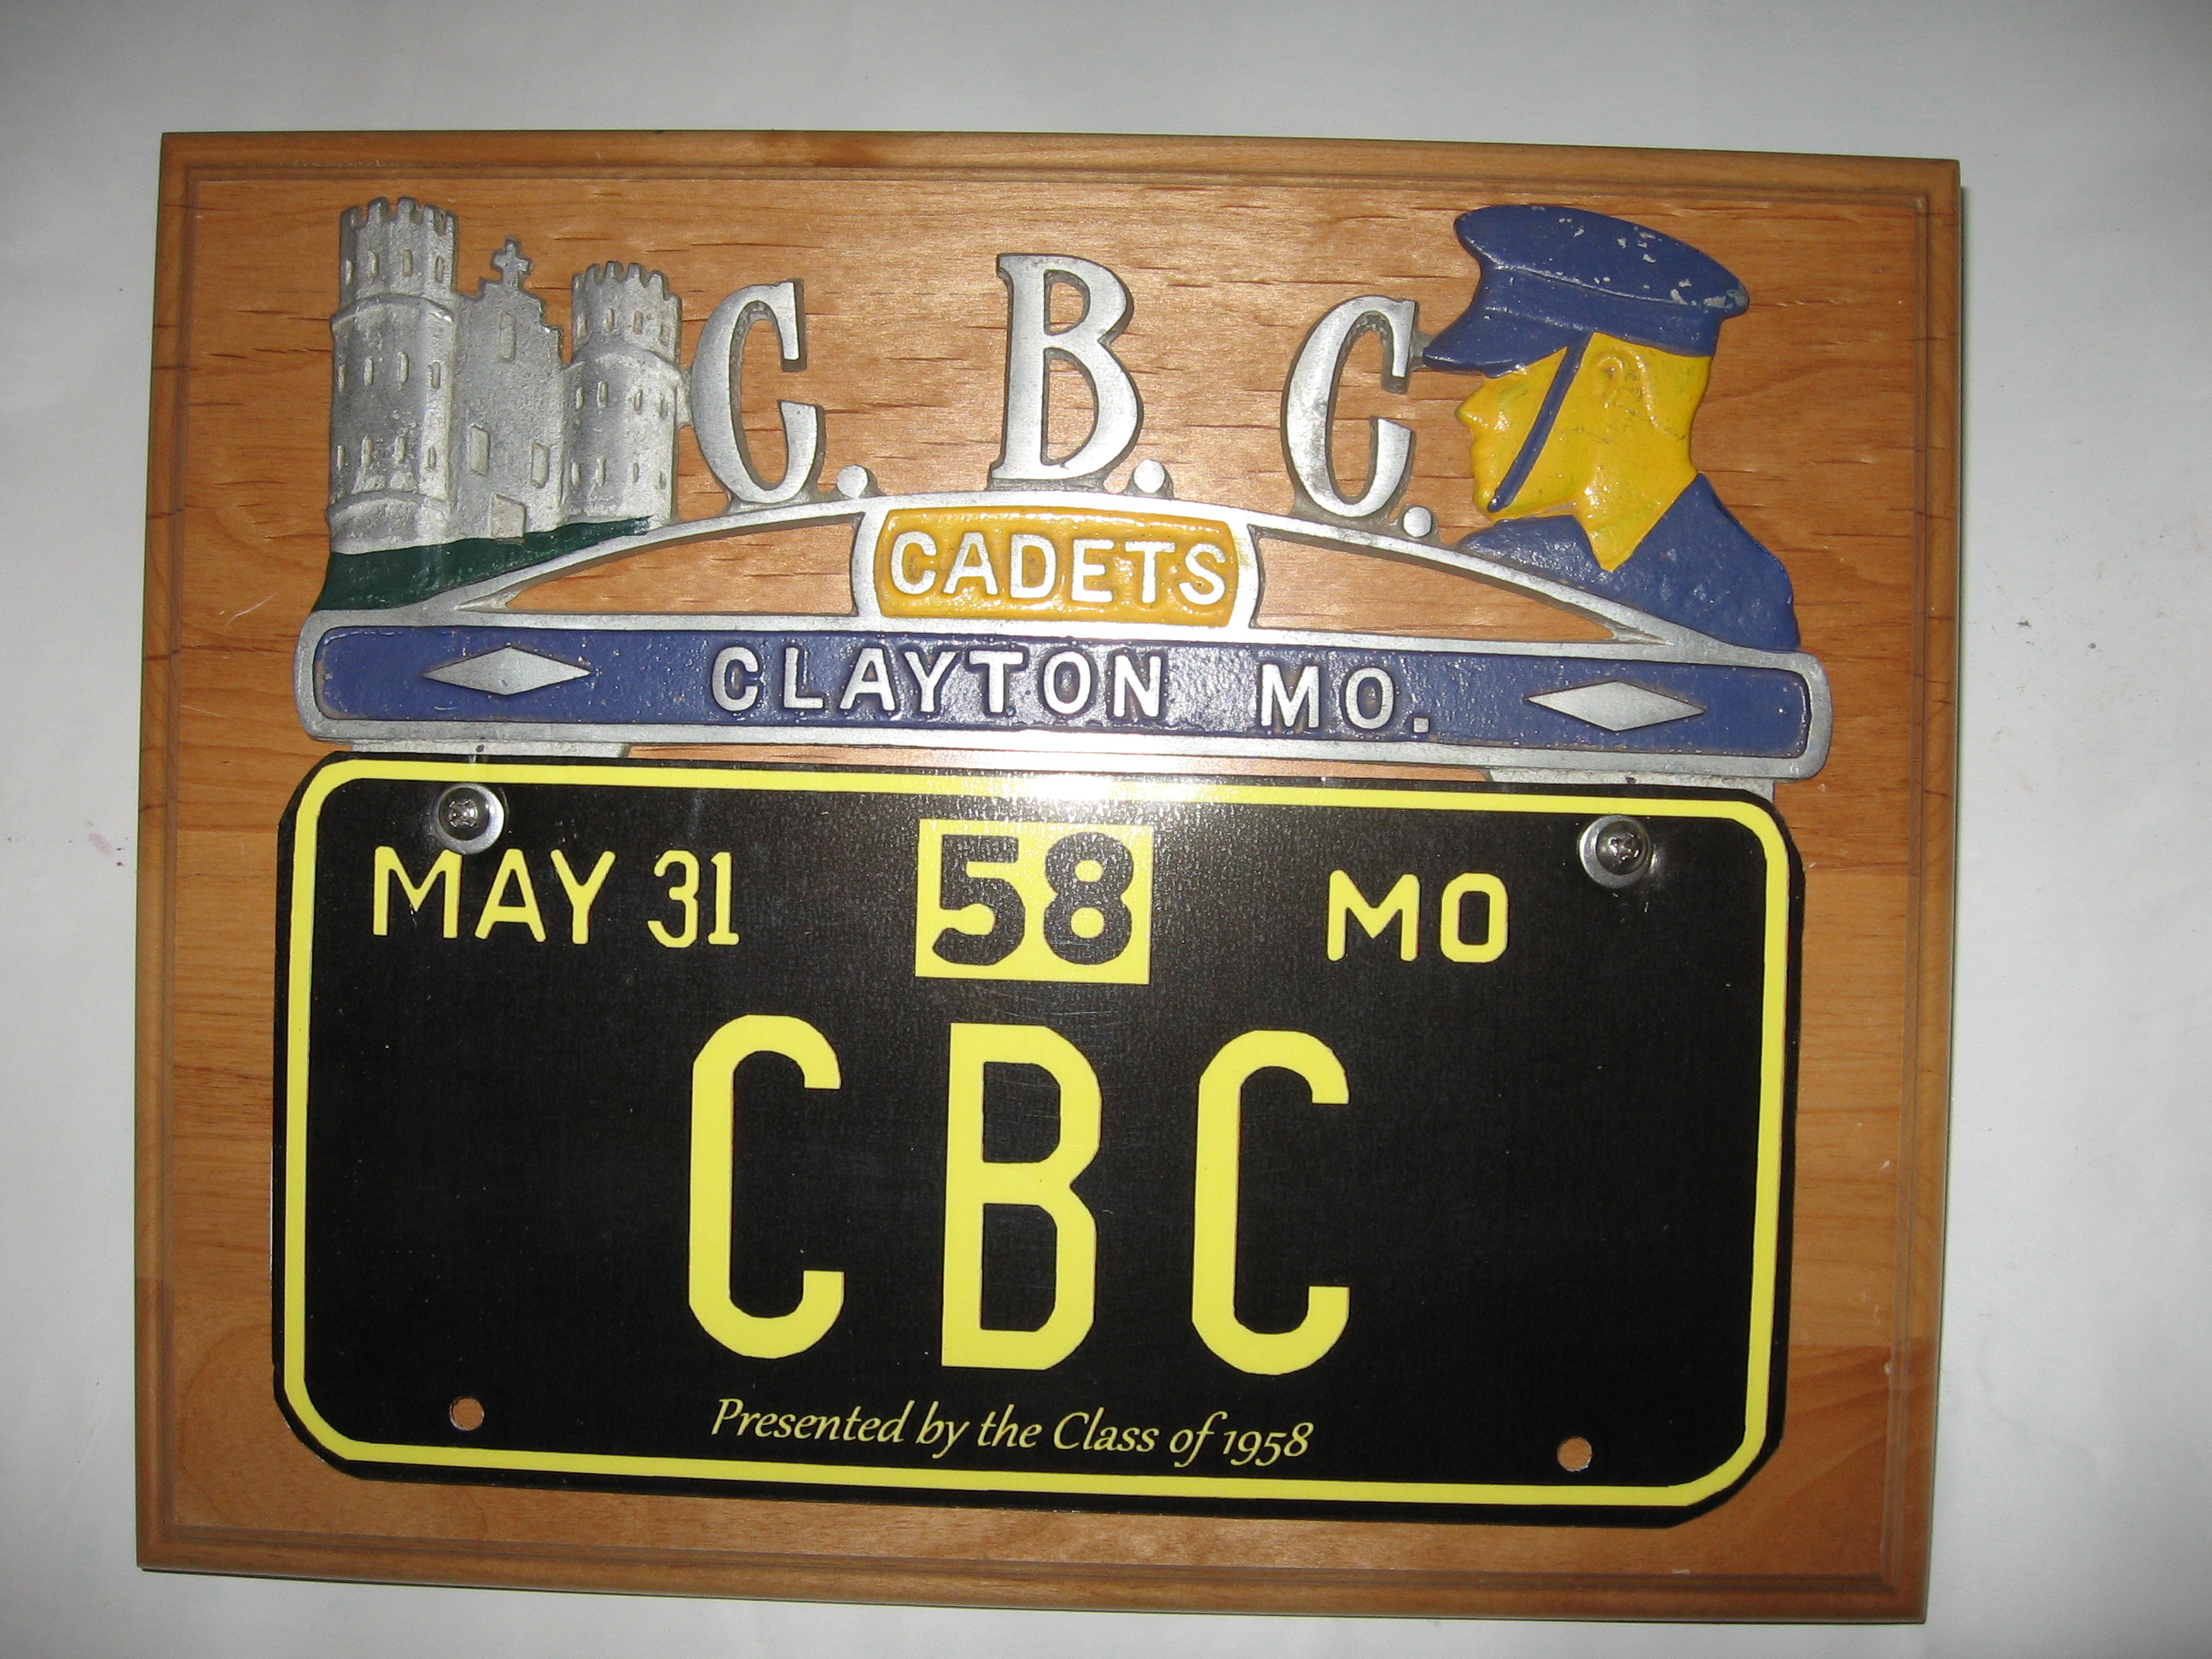 C. B. C.
CADETS
CLAYTON MO.
MAY 31 58 MO
CBC
Presented by the Class of 1958